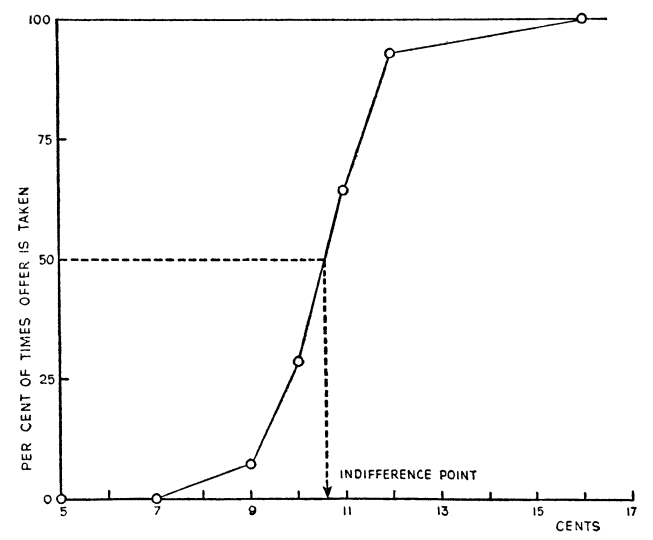 100
75
50
25
0
PER CENT OF TIMES OFFER IS TAKEN
INDIFFERENCE POINT
5 7 9 11 13 15 17
CENTS